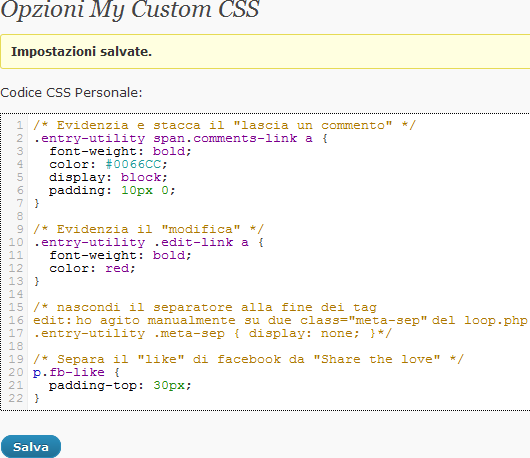 Opzioni My Custom CSS
Impostazioni salvate.
Codice CSS Personale:
1 /* Evidenzia e stacca il "lascia un commento" */
2 .entry-utility span.comments-link a {
3   font-weight: bold;
4   color: #0066CC;
5   display: block;
6   padding: 10px 0;
7 }
8
9 /* Evidenzia il "modifica" */
10 .entry-utility .edit-link a {
11   font-weight: bold;
12   color: red;
13 }
14
15 /* nascondi il separatore alla fine dei tag
16 edit: ho agito manualmente su due class="meta-sep" del loop.php
17 .entry-utility .meta-sep { display: none; }*/
18
19 /* Separa il "like" di facebook da "Share the love" */
20 p.fb-like {
21   padding-top: 30px;
22 }
Salva